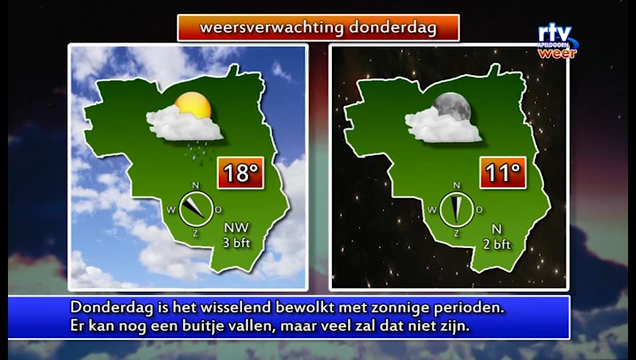 weersverwachting donderdag
rtv
APELDOORN
weer
18°
N
W O
Z
NW
3 bft
11°
N
W O
Z
N
2 bft
Donderdag is het wisselend bewolkt met zonnige perioden.
Er kan nog een buitje vallen, maar veel zal dat niet zijn.